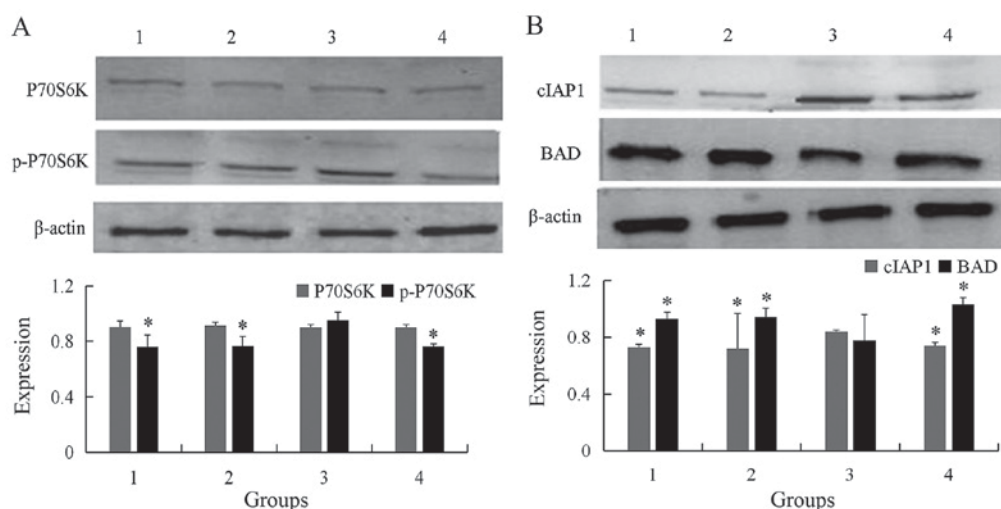 A
1 2 3 4
P70S6K
p-P70S6K
β-actin
1.2
0.8
0.4
0
Expression
P70S6K p-P70S6K
* * *
1 2 3 4
Groups
B
1 2 3 4
cIAP1
BAD
β-actin
cIAP1 BAD
1.2
0.8
0.4
0
Expression
* * * * * *
1 2 3 4
Groups